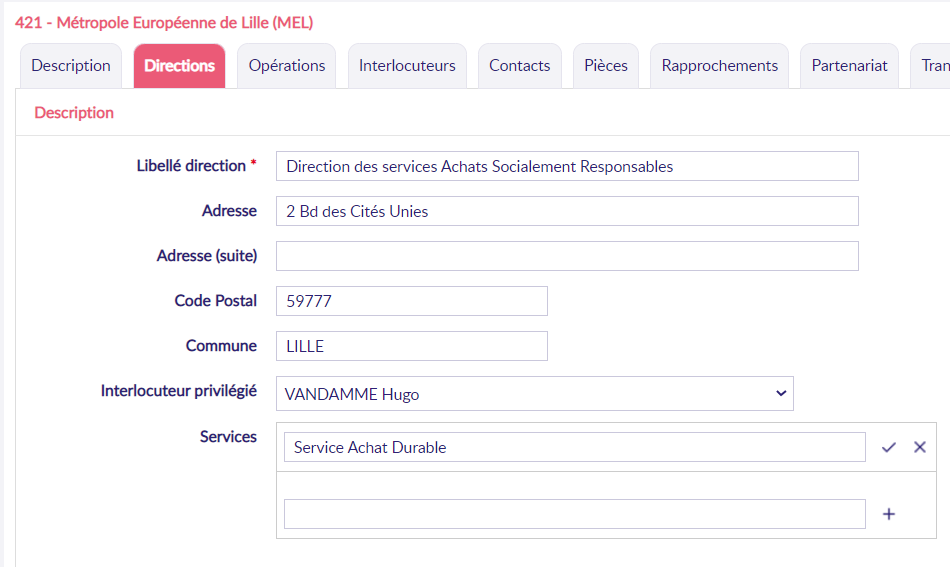 421 - Métropole Européenne de Lille (MEL)
Description Directions Opérations Interlocuteurs Contacts Pièces Rapprochements Partenariat Tran
Description
Libellé direction * Direction des services Achats Socialement Responsables
Adresse 2 Bd des Cités Unies
Adresse (suite)
Code Postal 59777
Commune LILLE
Interlocuteur privilégié VANDAMME Hugo
Services Service Achat Durable